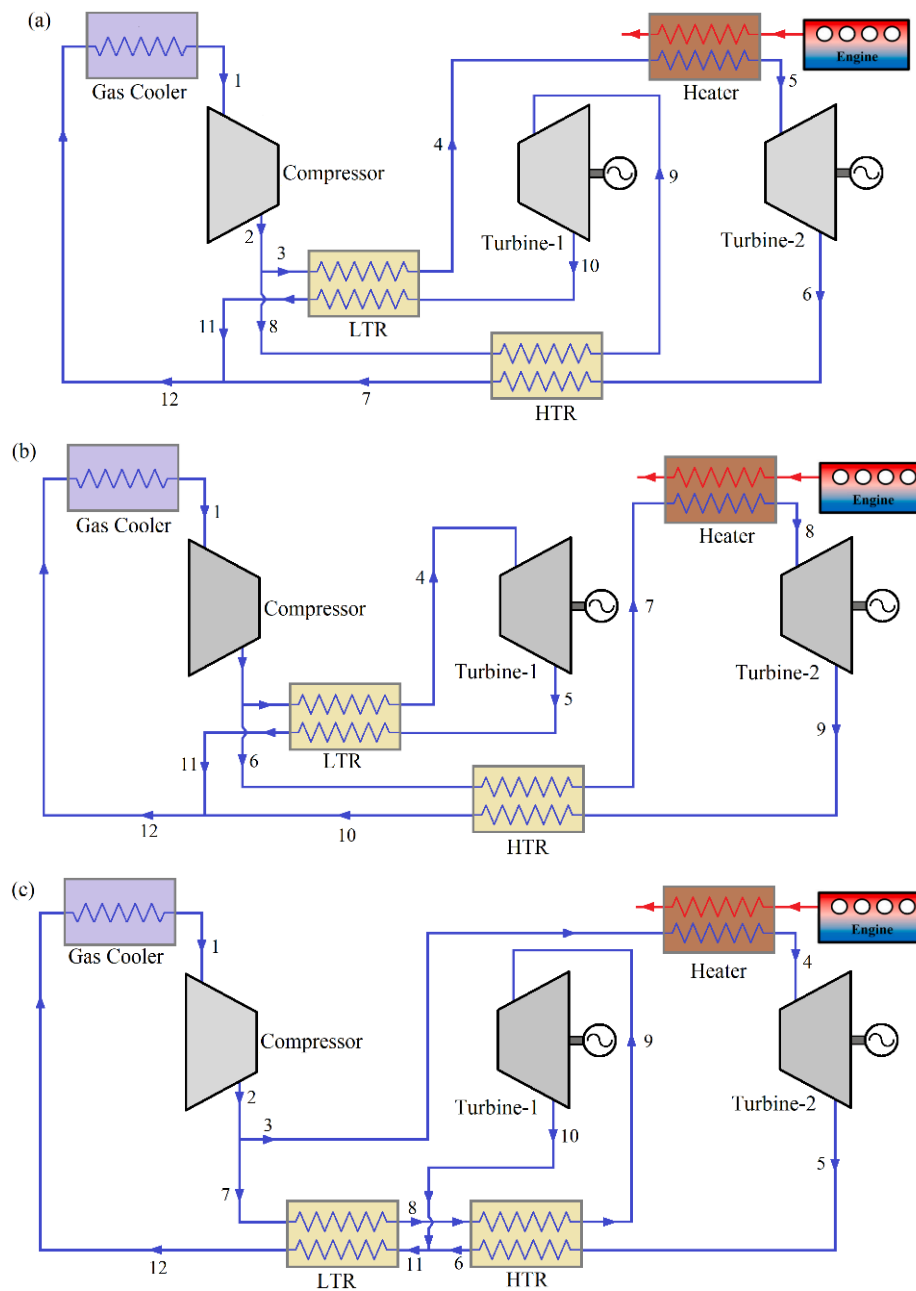 (a)
Gas Cooler
1
Heater
Engine
5
4
Compressor
9
Turbine-1
Turbine-2
2
3
10
6
LTR
8
11
12
7
HTR
(b)
Gas Cooler
1
Heater
Engine
8
4
7
Compressor
Turbine-1
Turbine-2
5
9
LTR
6
11
12
10
HTR
(c)
Gas Cooler
1
Heater
Engine
4
Compressor
9
Turbine-1
Turbine-2
2
3
10
5
7
8
12
LTR
11
6
HTR